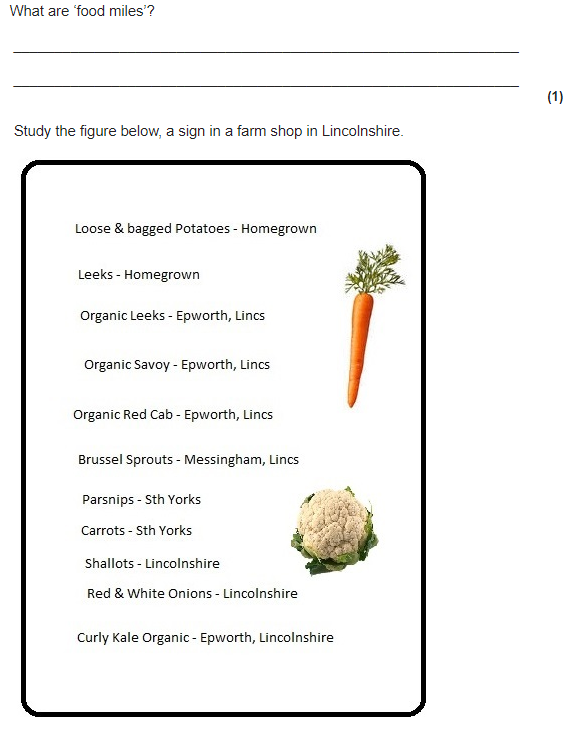 What are ‘food miles’?
(1)
Study the figure below, a sign in a farm shop in Lincolnshire.
Loose & bagged Potatoes - Homegrown
Leeks - Homegrown
Organic Leeks - Epworth, Lincs
Organic Savoy - Epworth, Lincs
Organic Red Cab - Epworth, Lincs
Brussel Sprouts - Messingham, Lincs
Parsnips - Sth Yorks
Carrots - Sth Yorks
Shallots - Lincolnshire
Red & White Onions - Lincolnshire
Curly Kale Organic - Epworth, Lincolnshire